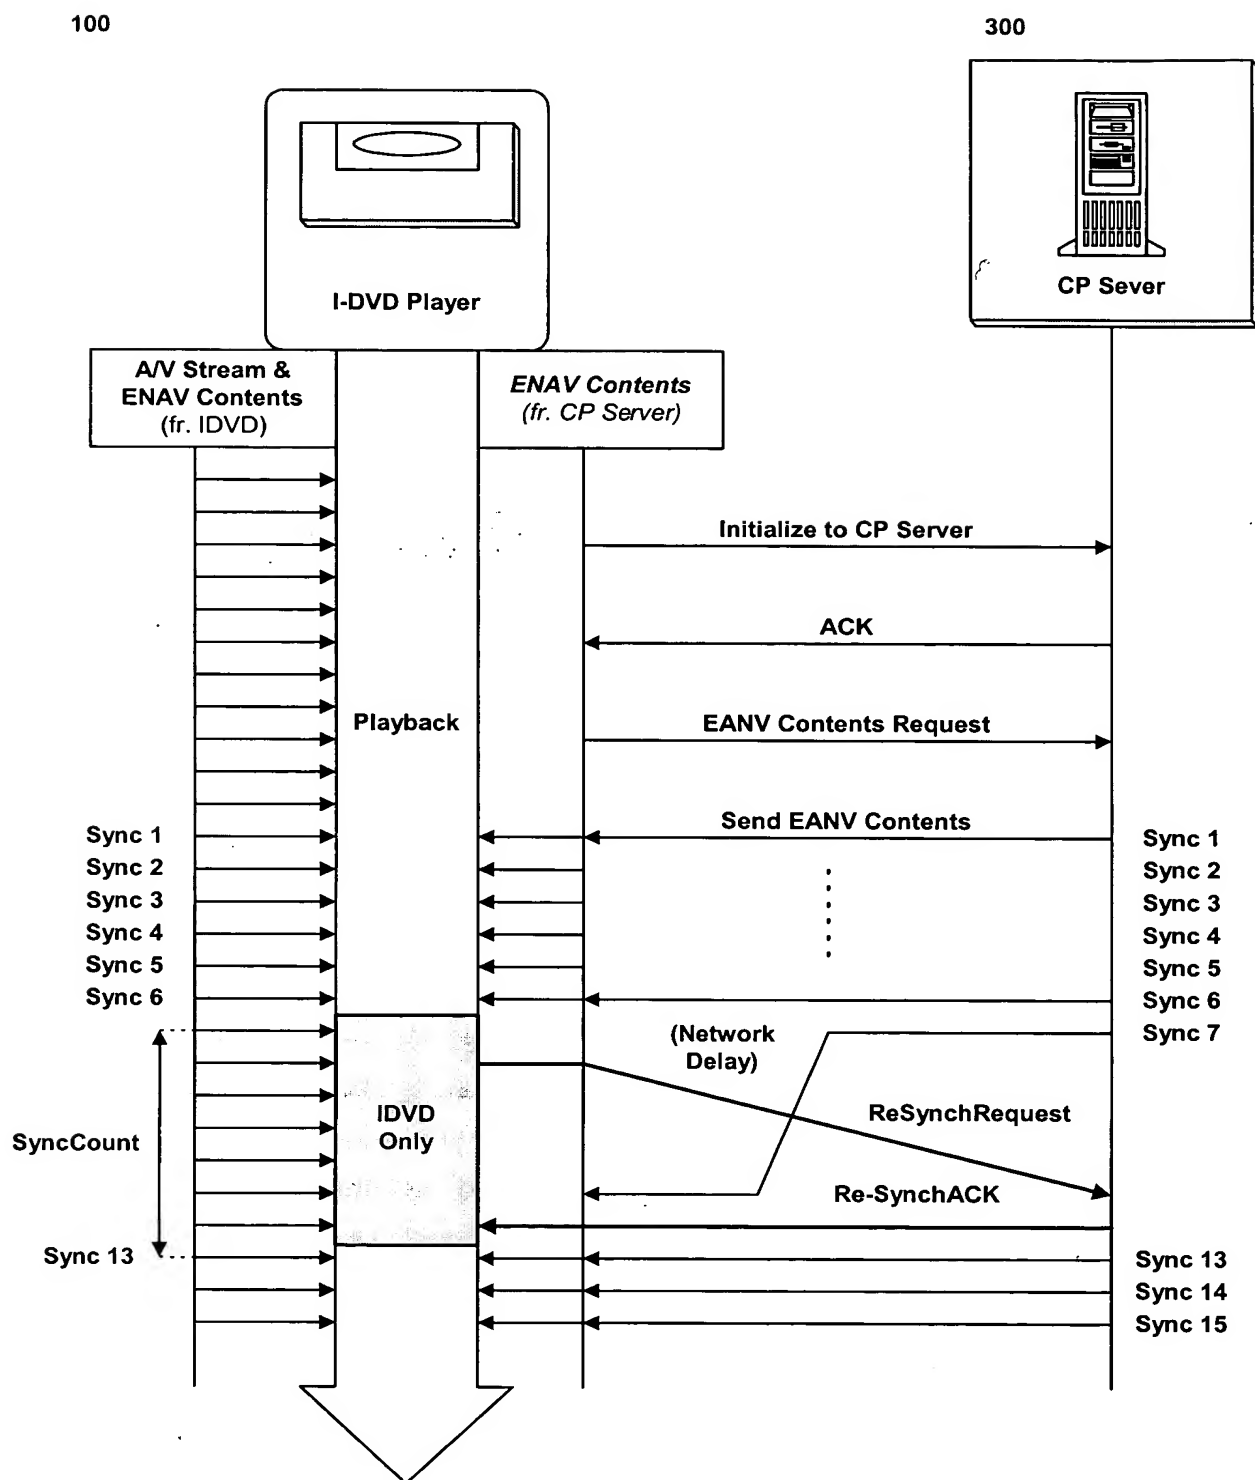 100
300
I-DVD Player
CP Sever
A/V Stream &
ENAV Contents
(fr. IDVD)
ENAV Contents
(fr. CP Server)
Initialize to CP Server
ACK
Playback
EANV Contents Request
Send EANV Contents
Sync 1
Sync 1
Sync 2
Sync 2
Sync 3
Sync 3
Sync 4
Sync 4
Sync 5
Sync 5
Sync 6
Sync 6
(Network
Delay)
Sync 7
IDVD
Only
ReSynchRequest
SyncCount
Re-SynchACK
Sync 13
Sync 13
Sync 14
Sync 15